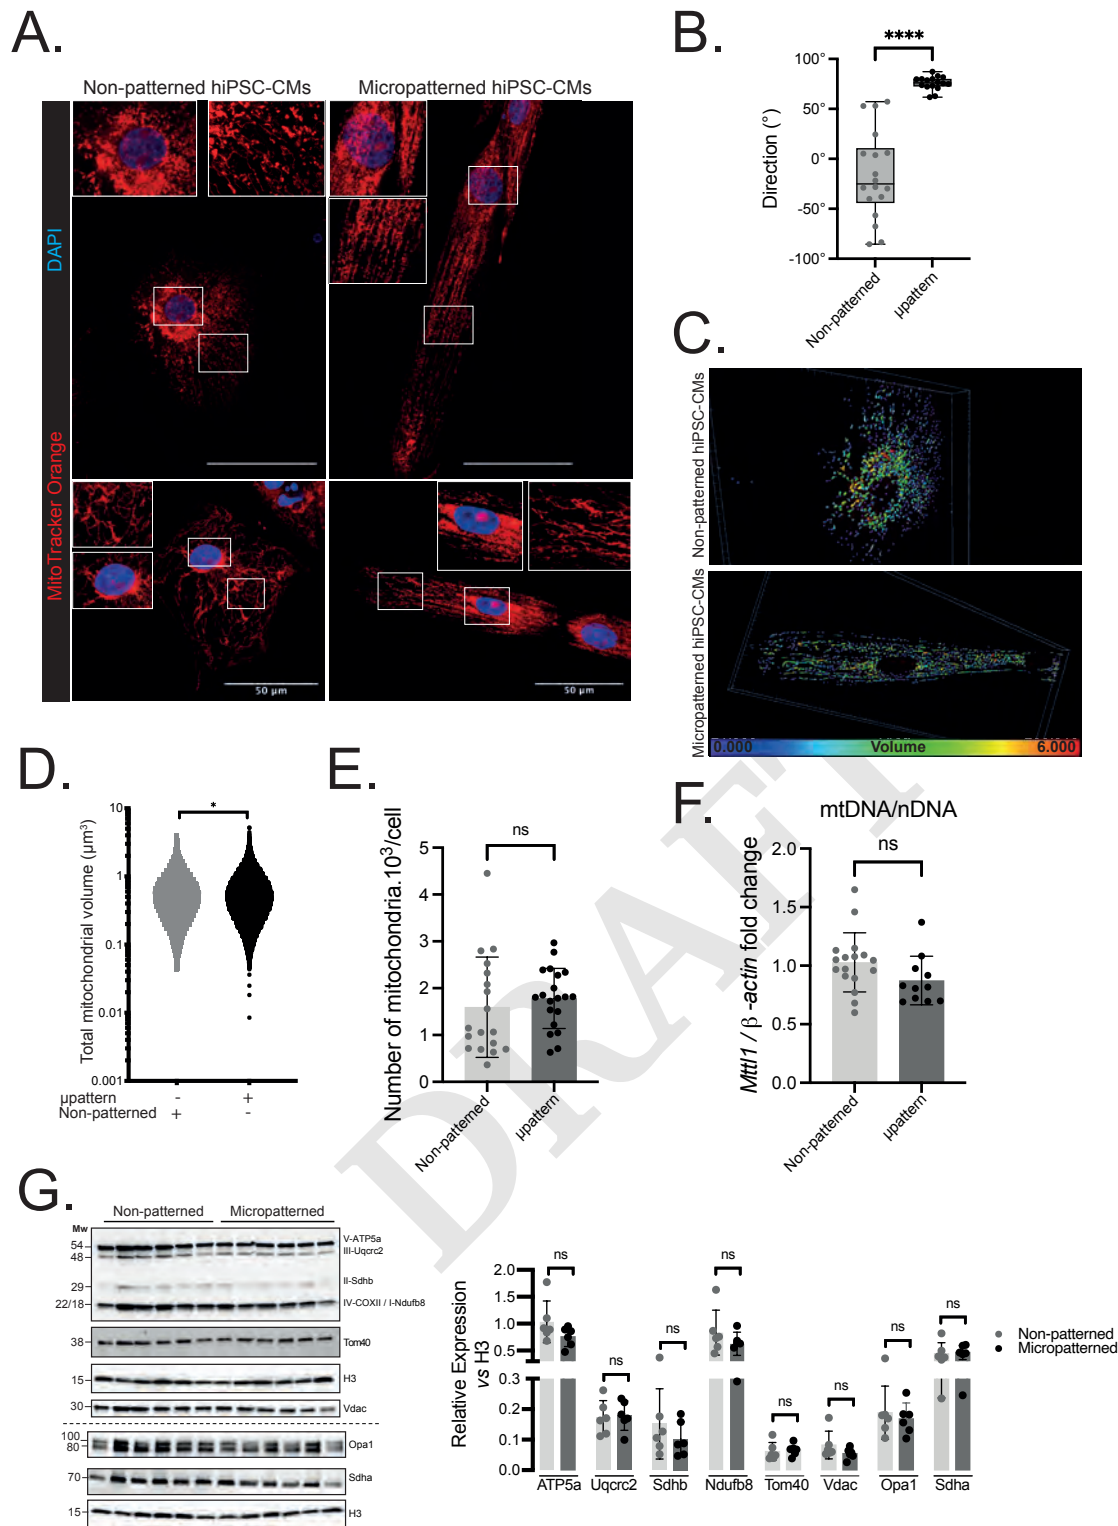 A.
Non-patterned hiPSC-CMs
Micropatterned hiPSC-CMs
MitoTracker Orange DAPI
50 µm
50 µm
B.
****
Direction (°)
100°
50°
0°
-50°
-100°
Non-patterned
µpattern
C.
Non-patterned hiPSC-CMs
Micropatterned hiPSC-CMs
0.000 Volume 6.000
D.
*
Total mitochondrial volume (µm³)
10
1
0.1
0.01
0.001
µpattern - +
Non-patterned + -
E.
ns
Number of mitochondria.10³/cell
5
4
3
2
1
0
Non-patterned
µpattern
F.
mtDNA/nDNA
ns
Mttl1 / β -actin fold change
2.0
1.5
1.0
0.5
0.0
Non-patterned
µpattern
DRAFT
G.
Non-patterned Micropatterned
Mw
54
48
29
22/18
38
15
30
100
80
70
15
V-ATP5a
III-Uqcrc2
II-Sdhb
IV-COXII / I-Ndufb8
Tom40
H3
Vdac
Opa1
Sdha
H3
Relative Expression
vs H3
2.0
1.5
1.0
0.5
0.3
0.2
0.1
0.0
ns
ns
ns
ns
ns
ns
ns
ns
ATP5a Uqcrc2 Sdhb Ndufb8 Tom40 Vdac Opa1 Sdha
Non-patterned
Micropatterned